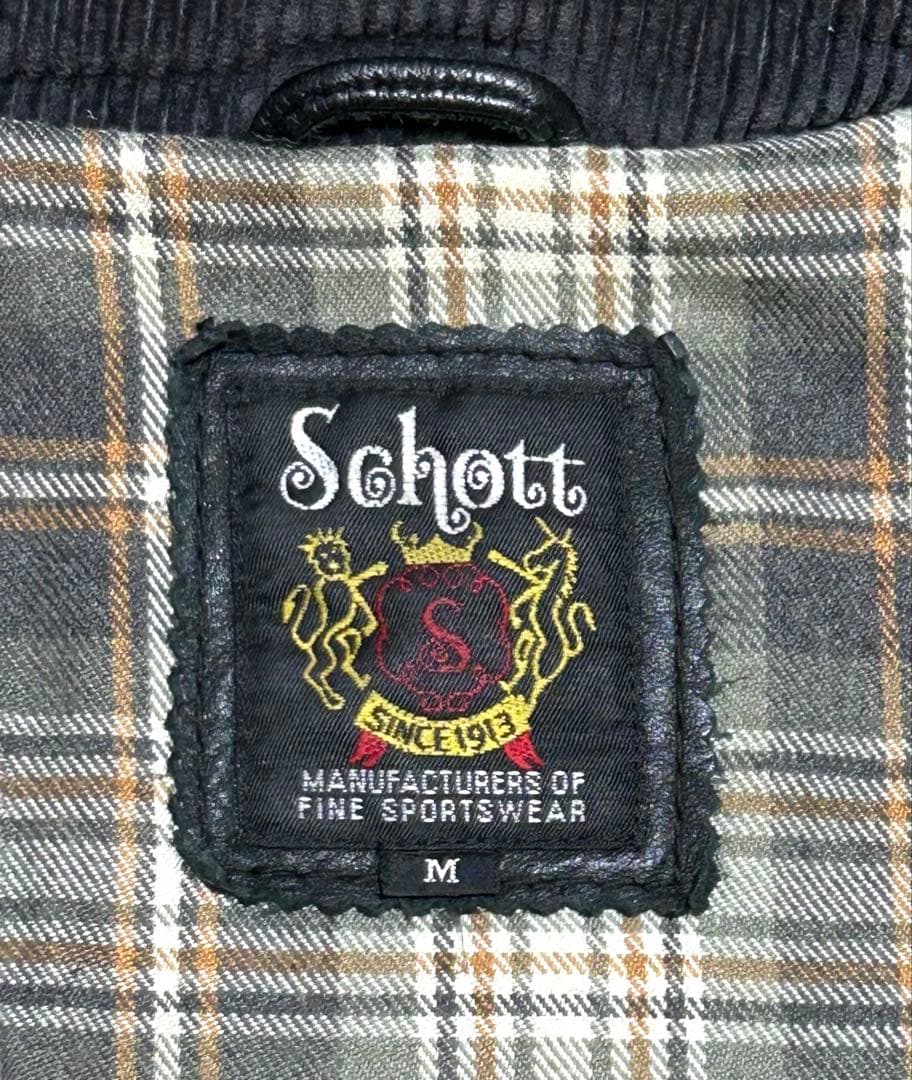 Schott
S
SINCE 1913
MANUFACTURERS OF
FINE SPORTSWEAR
M